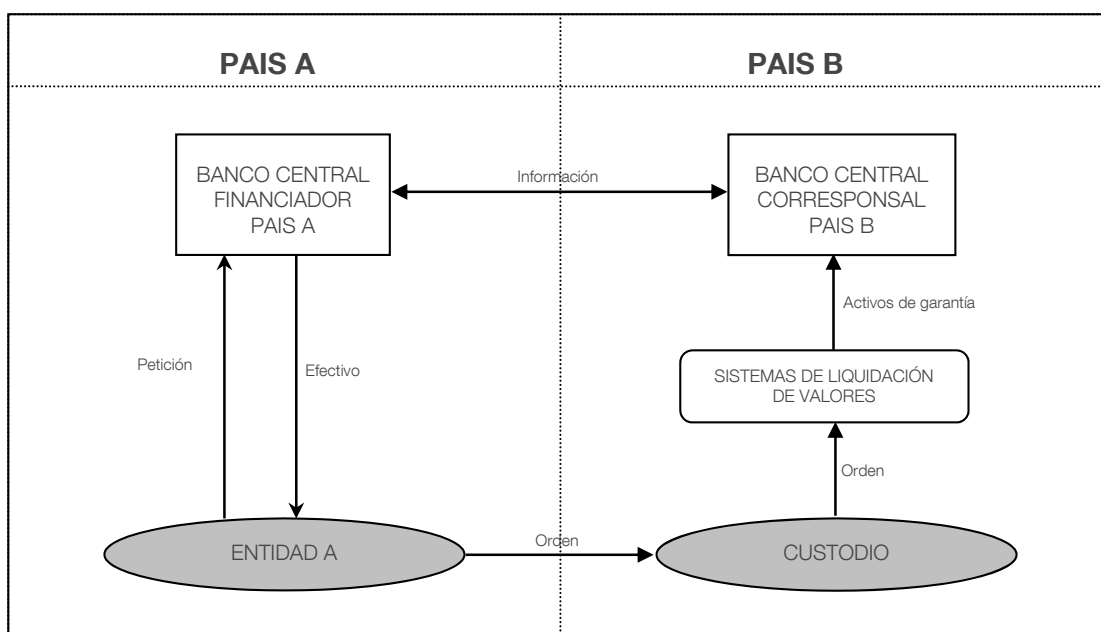 PAIS A
PAIS B
BANCO CENTRAL
FINANCIADOR
PAIS A
Información
BANCO CENTRAL
CORRESPONSAL
PAIS B
Activos de garantía
Petición
Efectivo
SISTEMAS DE LIQUIDACIÓN
DE VALORES
Orden
ENTIDAD A
Orden
CUSTODIO